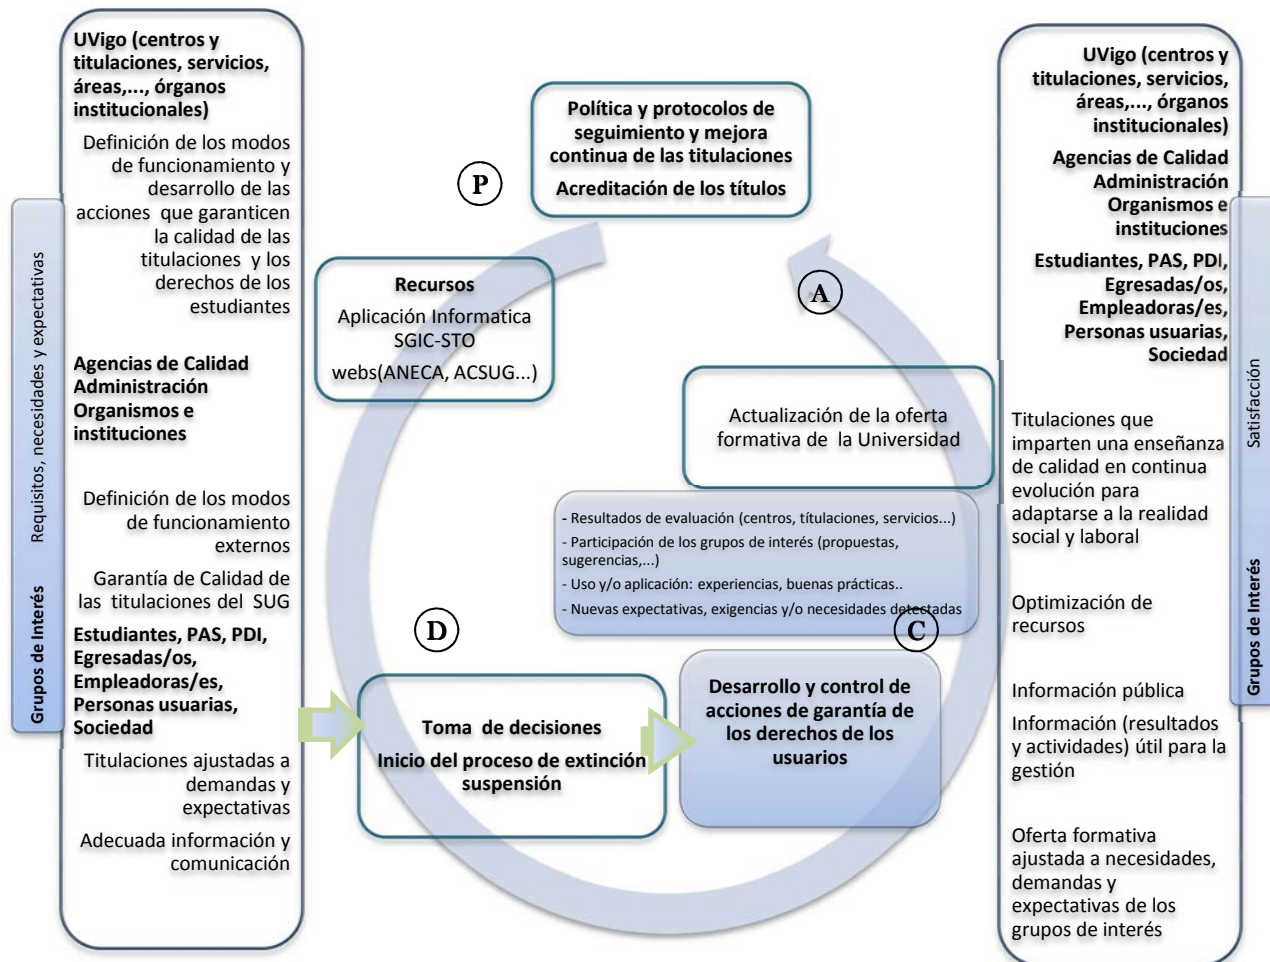 UVigo (centros y
titulaciones, servicios,
áreas,..., órganos
institucionales)
Definición de los modos
de funcionamiento y
desarrollo de las
acciones que garanticen
la calidad de las
titulaciones y los
derechos de los
estudiantes
Agencias de Calidad
Administración
Organismos e
instituciones
Definición de los modos
de funcionamiento
externos
Garantía de Calidad de
las titulaciones del SUG
Estudiantes, PAS, PDI,
Egresadas/os,
Empleadoras/es,
Personas usuarias,
Sociedad
Titulaciones ajustadas a
demandas y
expectativas
Adecuada información y
comunicación
Grupos de Interés Requisitos, necesidades y expectativas
Política y protocolos de
seguimiento y mejora
continua de las titulaciones
Acreditación de los títulos
P
Recursos
Aplicación Informatica
SGIC-STO
webs(ANECA, ACSUG...)
A
Actualización de la oferta
formativa de la Universidad
- Resultados de evaluación (centros, títulaciones, servicios...)
- Participación de los grupos de interés (propuestas,
sugerencias,...)
- Uso y/o aplicación: experiencias, buenas prácticas..
- Nuevas expectativas, exigencias y/o necesidades detectadas
D
C
Toma de decisiones
Inicio del proceso de extinción
suspensión
Desarrollo y control de
acciones de garantía de
los derechos de los
usuarios
UVigo (centros y
titulaciones, servicios,
áreas,..., órganos
institucionales)
Agencias de Calidad
Administración
Organismos e
instituciones
Estudiantes, PAS, PDI,
Egresadas/os,
Empleadoras/es,
Personas usuarias,
Sociedad
Titulaciones que
imparten una enseñanza
de calidad en continua
evolución para
adaptarse a la realidad
social y laboral
Optimización de
recursos
Información pública
Información (resultados
y actividades) útil para la
gestión
Oferta formativa
ajustada a necesidades,
demandas y
expectativas de los
grupos de interés
Grupos de Interés Satisfacción